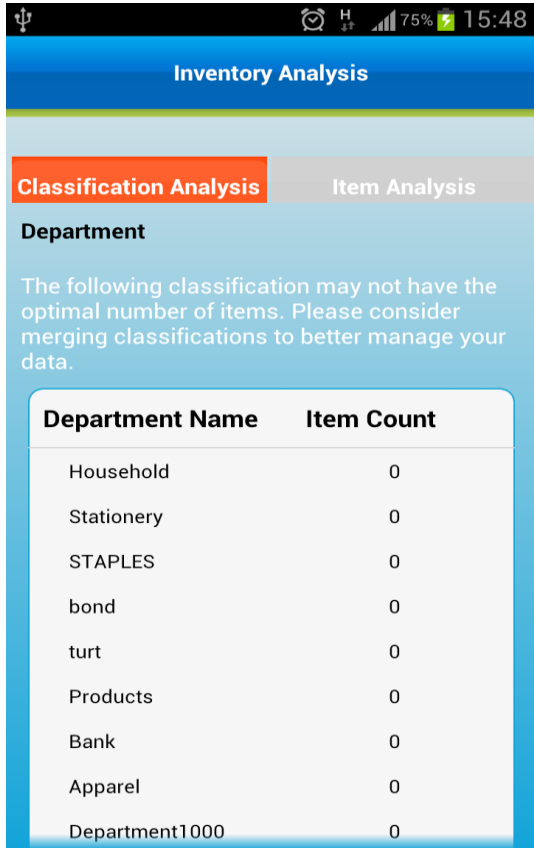 H 75% 15:48
Inventory Analysis
Classification Analysis Item Analysis
Department
The following classification may not have the
optimal number of items. Please consider
merging classifications to better manage your
data.
Department Name Item Count
Household 0
Stationery 0
STAPLES 0
bond 0
turt 0
Products 0
Bank 0
Apparel 0
Department1000 0